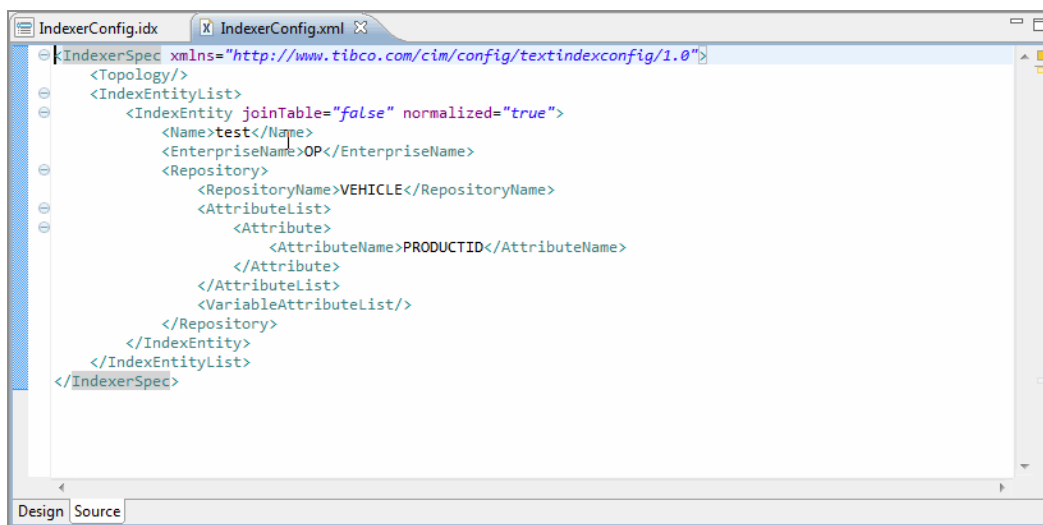 IndexerConfig.idx IndexerConfig.xml
<IndexerSpec xmlns="http://www.tibco.com/cim/config/textindexconfig/1.0">
<Topology/>
<IndexEntityList>
<IndexEntity joinTable="false" normalized="true">
<Name>test</Name>
<EnterpriseName>OP</EnterpriseName>
<Repository>
<RepositoryName>VEHICLE</RepositoryName>
<AttributeList>
<Attribute>
<AttributeName>PRODUCTID</AttributeName>
</Attribute>
</AttributeList>
<VariableAttributeList/>
</Repository>
</IndexEntity>
</IndexEntityList>
</IndexerSpec>
Design Source